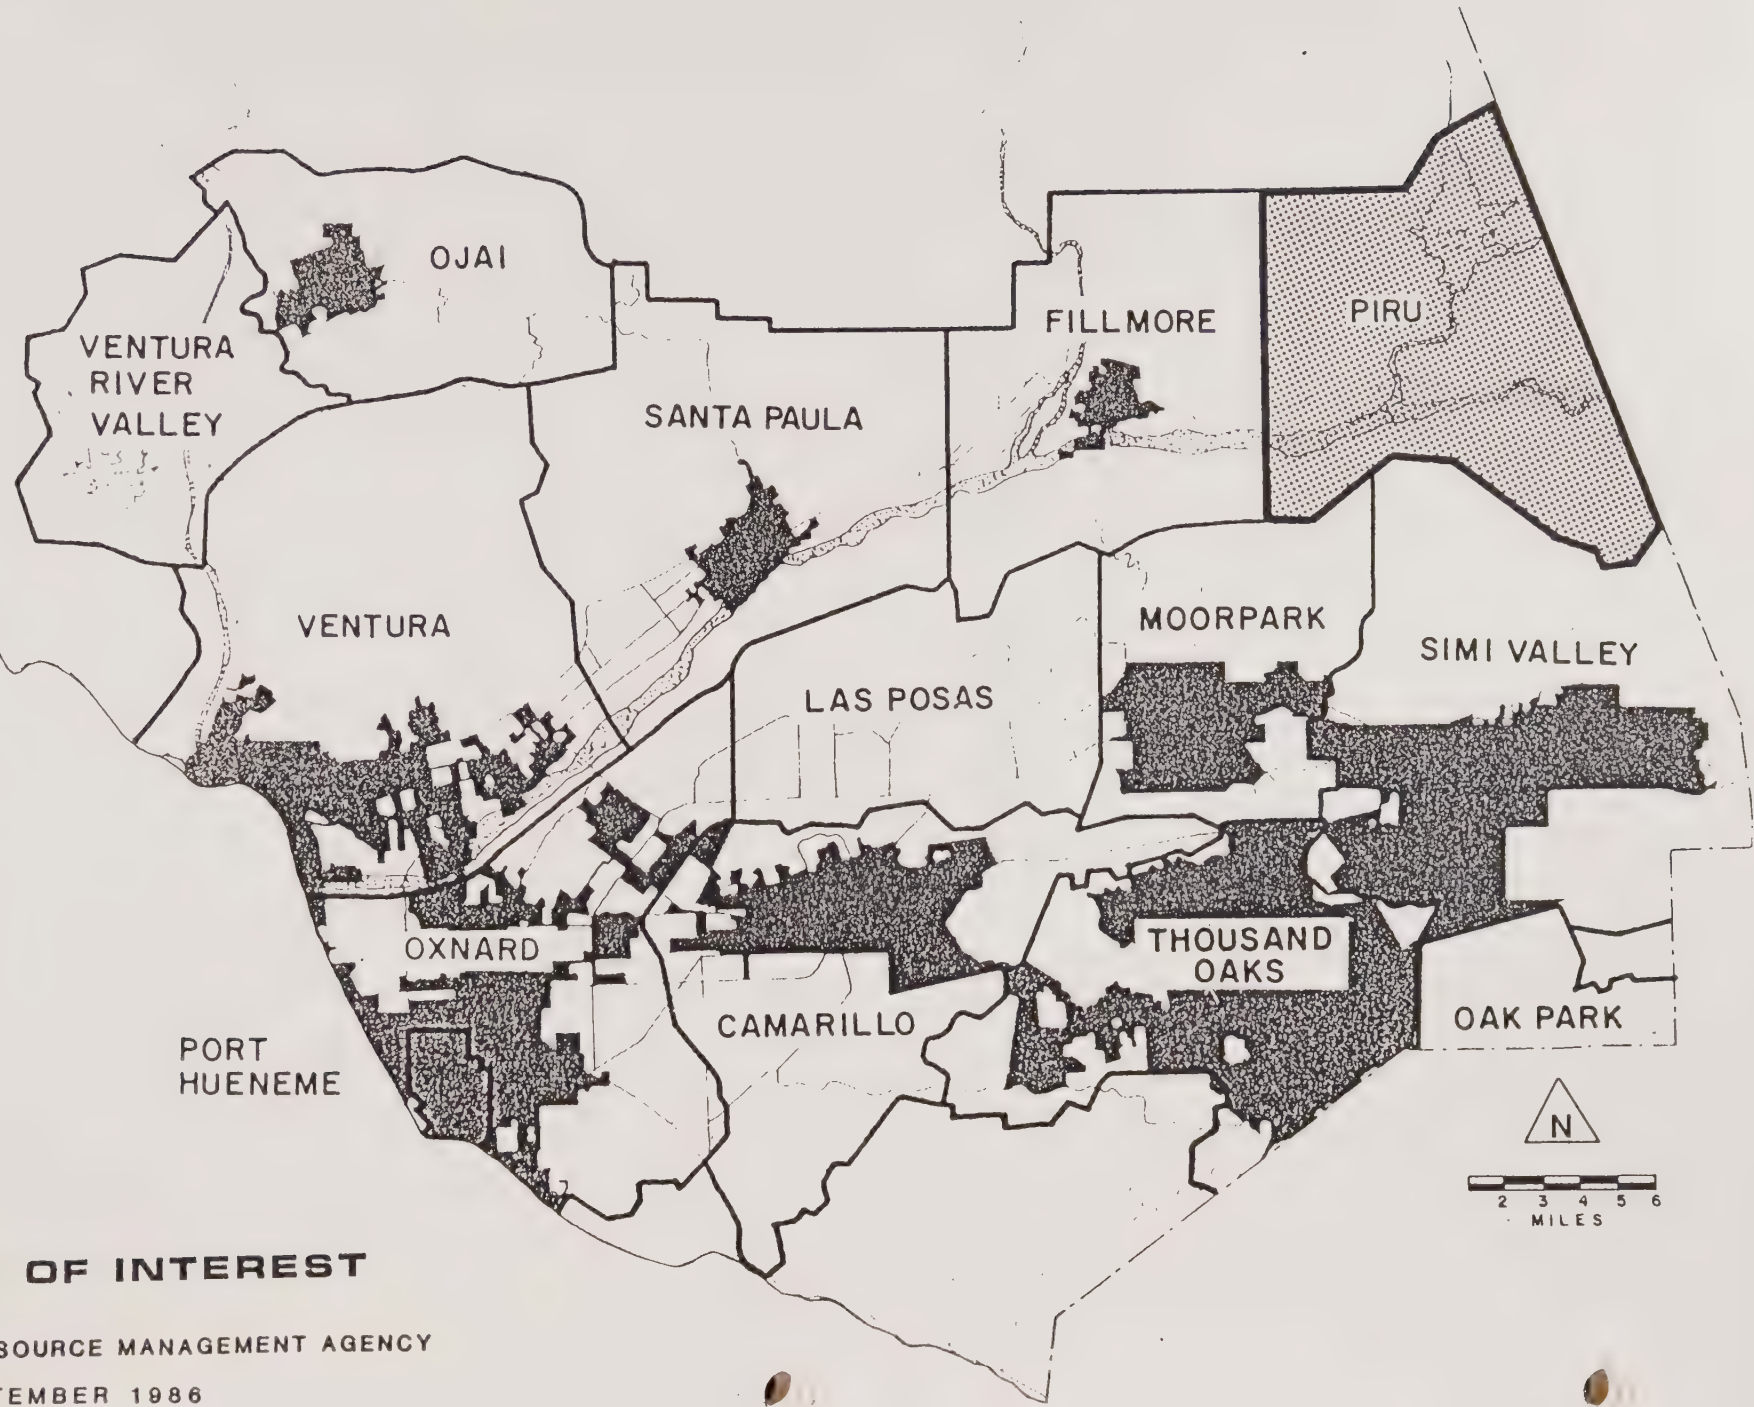 OJAI
VENTURA
RIVER
VALLEY
FILLMORE
PIRU
SANTA PAULA
VENTURA
MOORPARK
SIMI VALLEY
LAS POSAS
OXNARD
THOUSAND
OAKS
CAMARILLO
OAK PARK
PORT
HUENEME
N
2 3 4 5 6
MILES
OF INTEREST
SOURCE MANAGEMENT AGENCY
TEMBER 1986